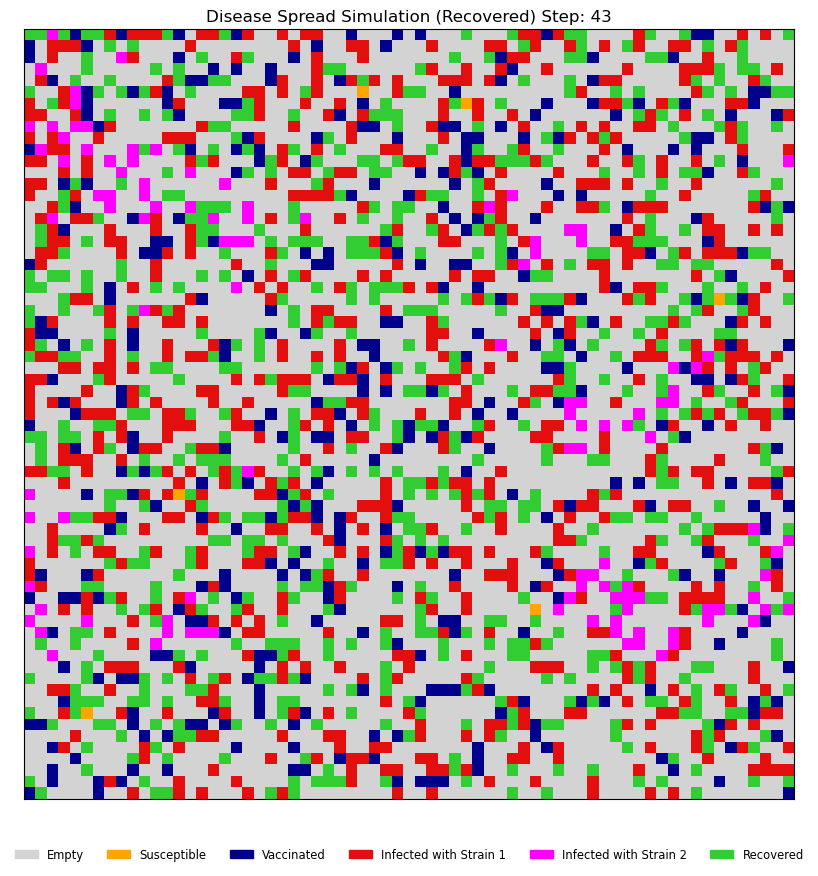 Disease Spread Simulation (Recovered) Step: 43
Empty Susceptible Vaccinated Infected with Strain 1 Infected with Strain 2 Recovered